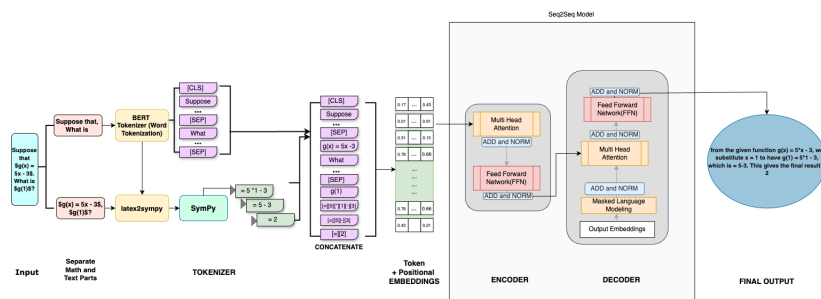 Seq2Seq Model
Suppose
that
$g(x) =
5x - 3$.
What is
$g(1)$?
Suppose that,
What is
$g(x) = 5x - 3$,
$g(1)$?
BERT
Tokenizer (Word
Tokenization)
latex2sympy
SymPy
[CLS]
Suppose
...
[SEP]
What
...
[SEP]
= 5 *1 - 3
= 5 - 3
= 2
[CLS]
Suppose
...
[SEP]
g(x) = 5x -3
What
...
[SEP]
g(1)
[=][5][*][1][-][3]
[=][5][-][3]
[=][2]
CONCATENATE
0.17 ... 0.43
0.01 ... 0.91
0.31 ... 0.15
0.76 ... 0.66
...
...
...
...
0.78 ... 0.66
0.42 ... 0.21
Multi Head
Attention
ADD and NORM
Feed Forward
Network(FFN)
ADD and NORM
ADD and NORM
Feed Forward
Network(FFN)
ADD and NORM
Multi Head
Attention
ADD and NORM
Masked Language
Modeling
Output Embeddings
from the given function g(x) = 5*x - 3, we
substitute x = 1 to have g(1) = 5*1 - 3,
which is = 5-3. This gives the final result
2
Input
Separate
Math and
Text Parts
TOKENIZER
Token
+ Positional
EMBEDDINGS
ENCODER
DECODER
FINAL OUTPUT